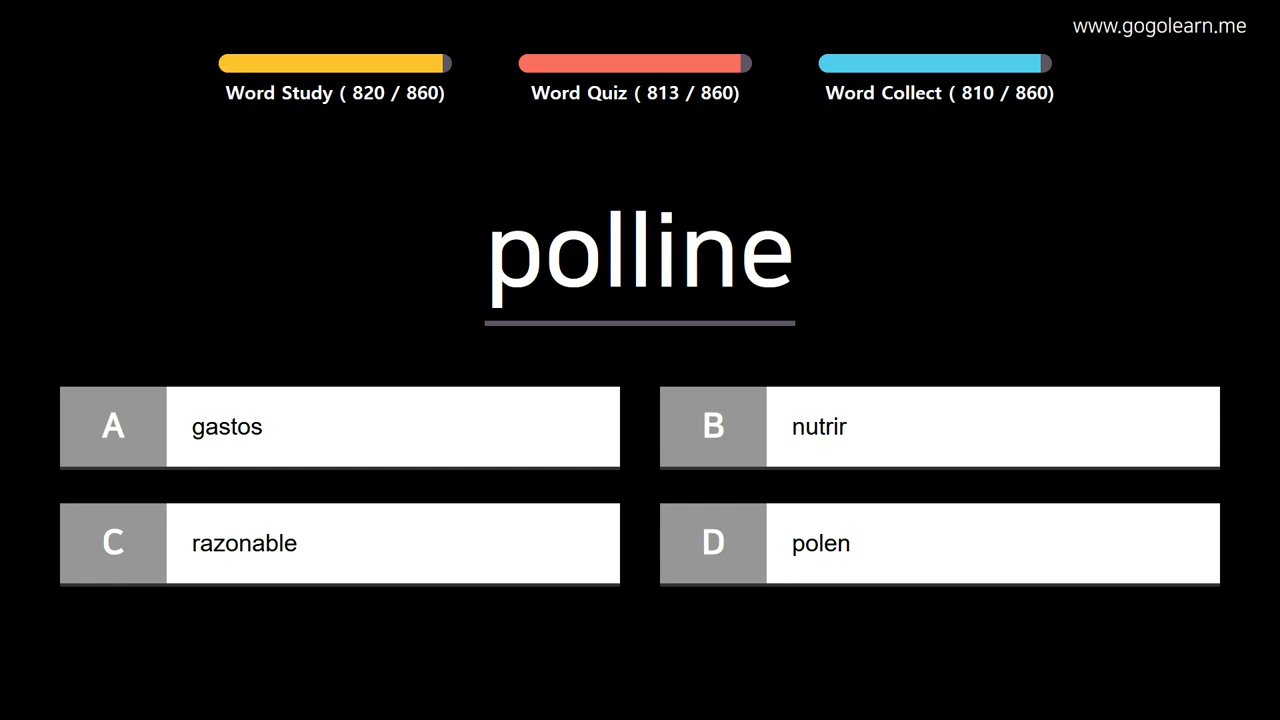 www.gogolearn.me
Word Study ( 820 / 860)
Word Quiz ( 813 / 860)
Word Collect ( 810 / 860)
polline
A gastos
B nutrir
C razonable
D polen